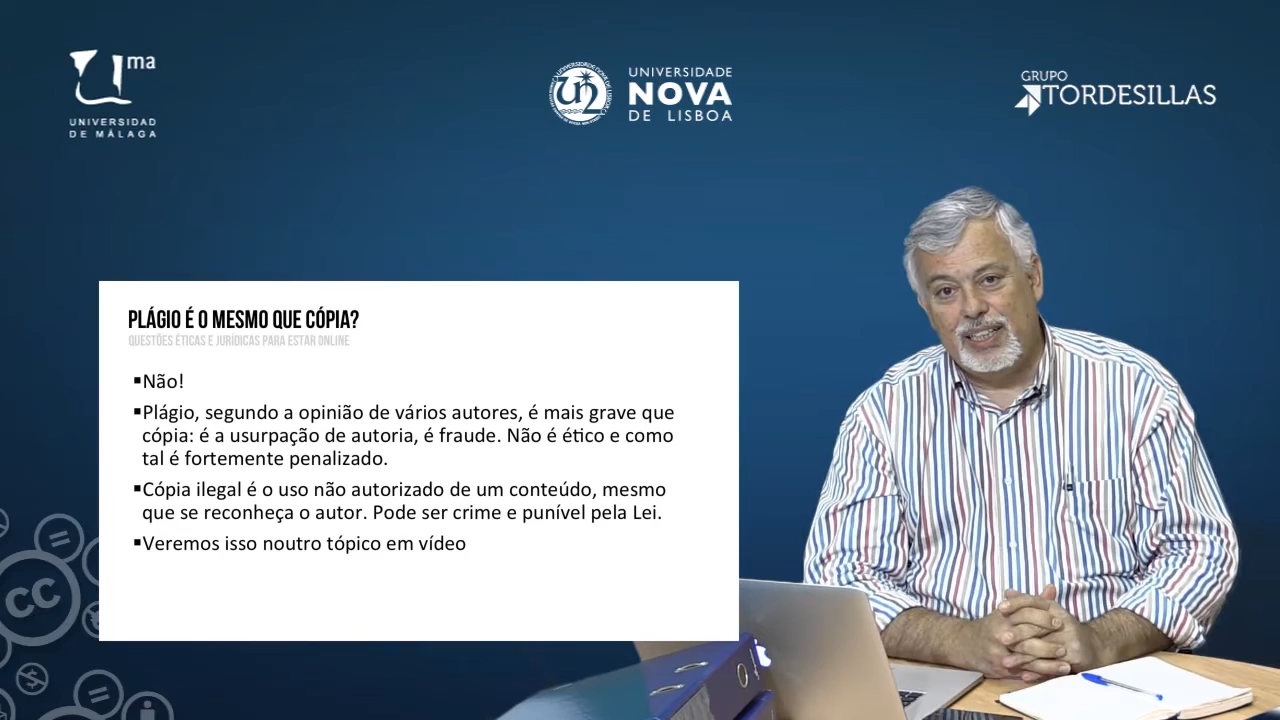 ma
UNIVERSIDAD
DE MÁLAGA
UNIVERSIDADE
NOVA
DE LISBOA
GRUPO
TORDESILLAS
PLÁGIO É O MESMO QUE CÓPIA?
QUESTÕES ÉTICAS E JURÍDICAS PARA ESTAR ONLINE
▪Não!
▪Plágio, segundo a opinião de vários autores, é mais grave que
cópia: é a usurpação de autoria, é fraude. Não é ético e como
tal é fortemente penalizado.
▪Cópia ilegal é o uso não autorizado de um conteúdo, mesmo
que se reconheça o autor. Pode ser crime e punível pela Lei.
▪Veremos isso noutro tópico em vídeo
CC